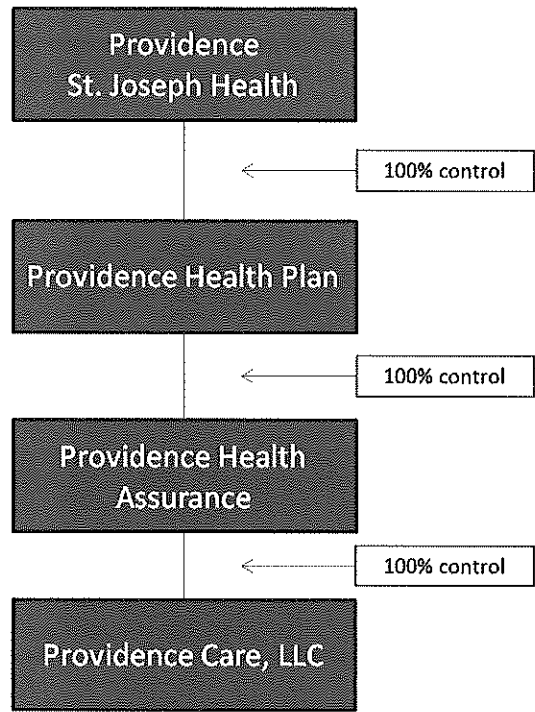 Providence
St. Joseph Health
100% control
Providence Health Plan
100% control
Providence Health
Assurance
100% control
Providence Care, LLC